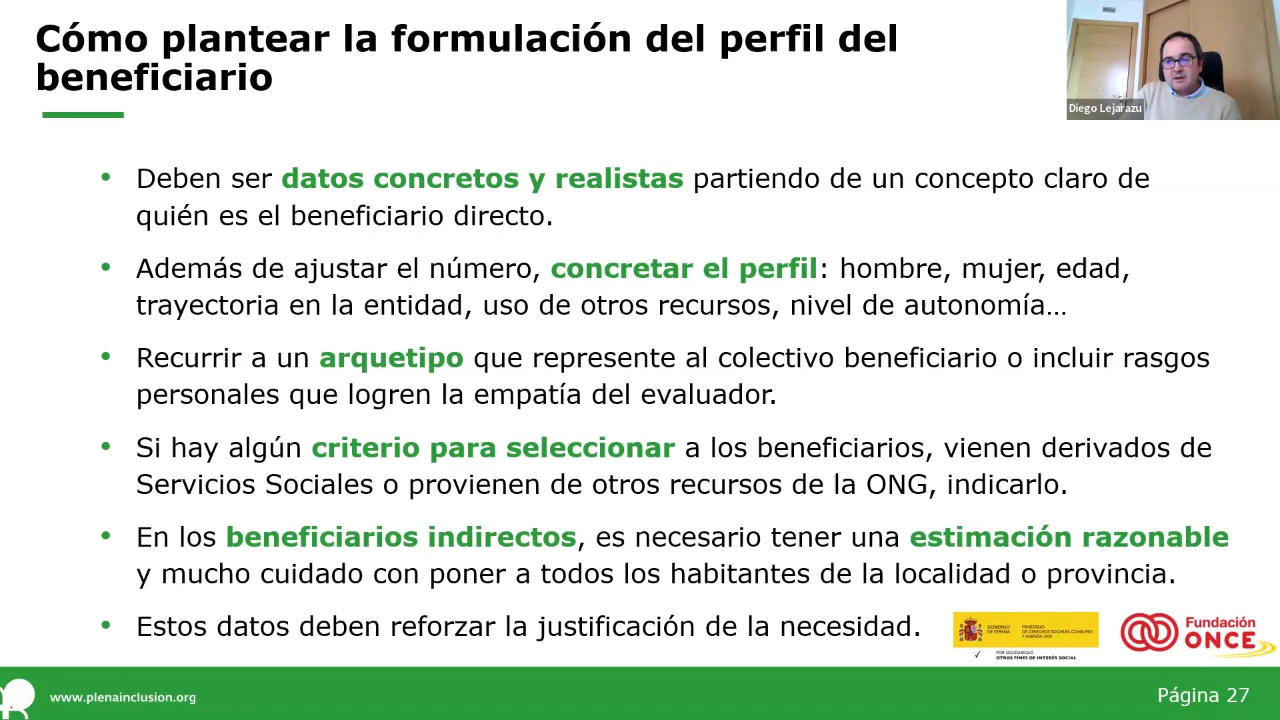 Cómo plantear la formulación del perfil del
beneficiario
Diego Lejarazu
• Deben ser datos concretos y realistas partiendo de un concepto claro de
quién es el beneficiario directo.
• Además de ajustar el número, concretar el perfil: hombre, mujer, edad,
trayectoria en la entidad, uso de otros recursos, nivel de autonomía…
• Recurrir a un arquetipo que represente al colectivo beneficiario o incluir rasgos
personales que logren la empatía del evaluador.
• Si hay algún criterio para seleccionar a los beneficiarios, vienen derivados de
Servicios Sociales o provienen de otros recursos de la ONG, indicarlo.
• En los beneficiarios indirectos, es necesario tener una estimación razonable
y mucho cuidado con poner a todos los habitantes de la localidad o provincia.
• Estos datos deben reforzar la justificación de la necesidad.
GOBIERNO
DE ESPAÑA
MINISTERIO
DE DERECHOS SOCIALES, CONSUMO
Y AGENDA 2030
POR SOLIDARIDAD
OTROS FINES DE INTERÉS SOCIAL
Fundación
ONCE
www.plenainclusion.org
Página 27